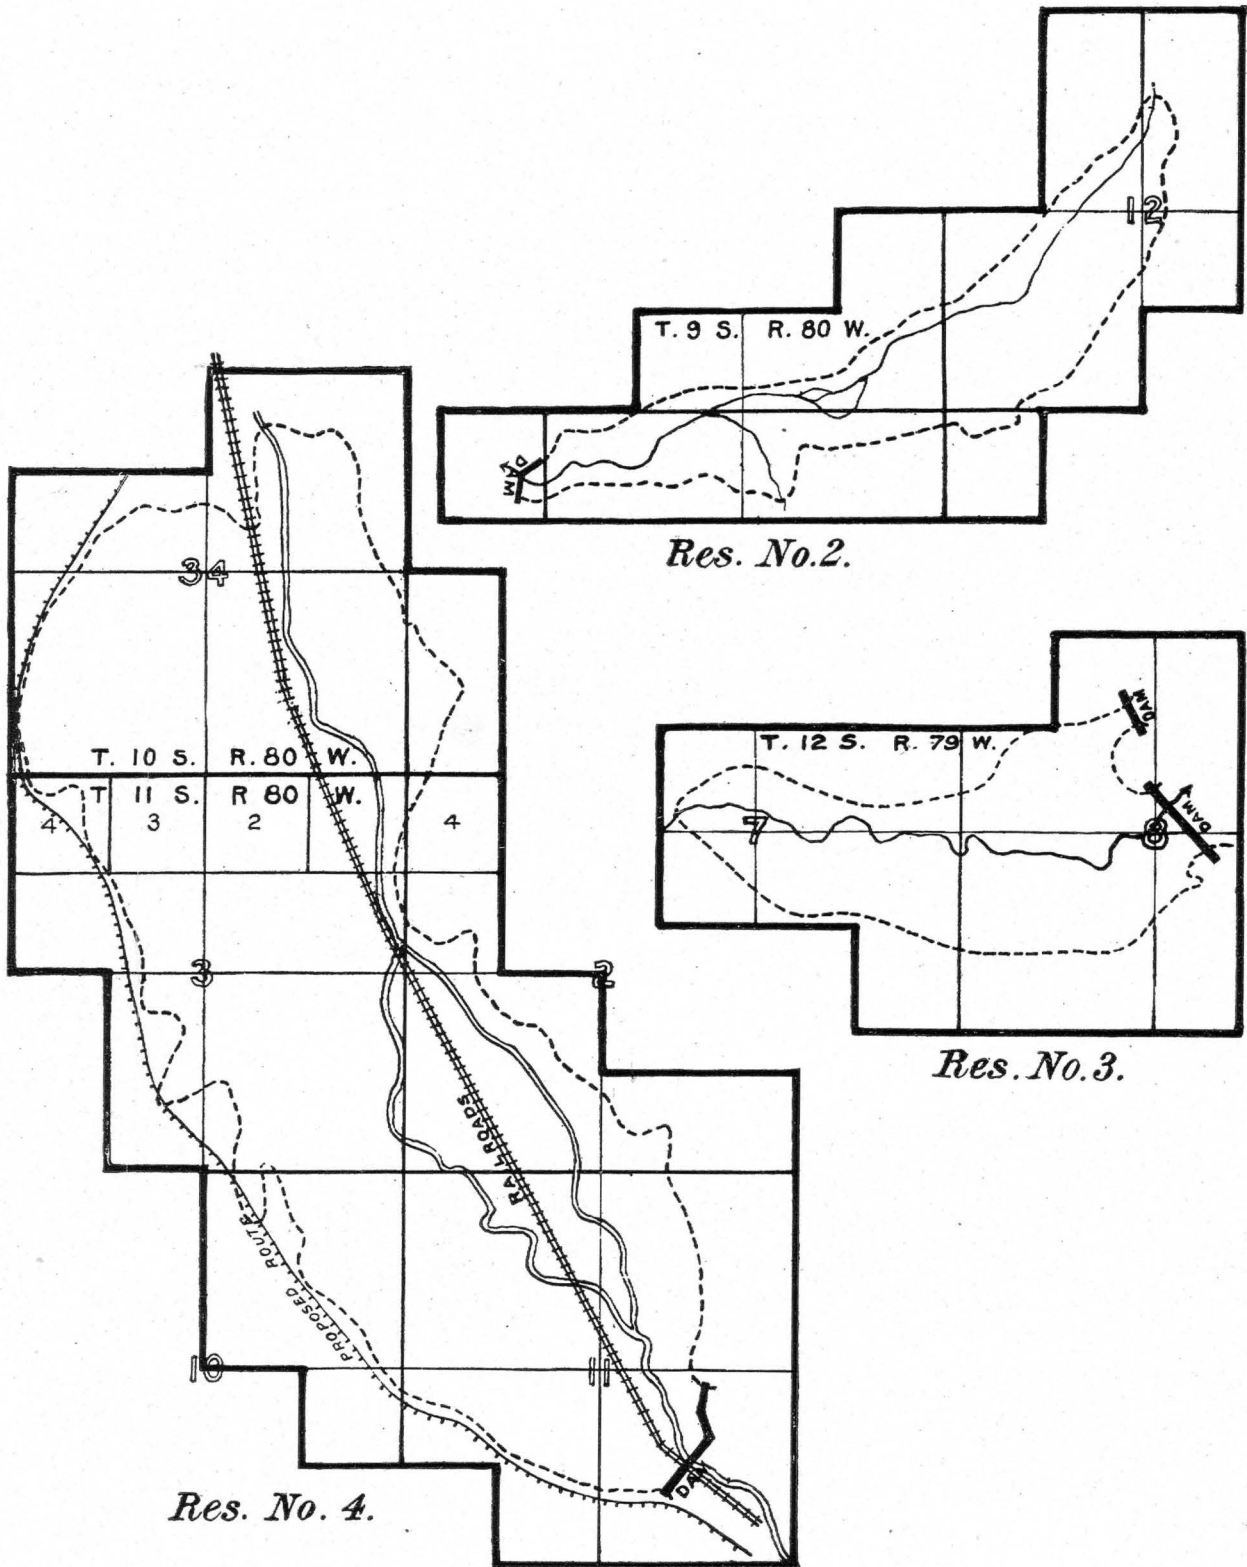 12
T. 9 S. R. 80 W.
DAM
Res. No. 2.
34
T. 10 S. R. 80 W.
T 11 S. R 80 W.
4 3 2 4
3
2
RAILROADS
PROPOSED ROUTE
10
11
DAM
Res. No. 4.
DAM
T. 12 S. R. 79 W.
7
8
DAM
Res. No. 3.